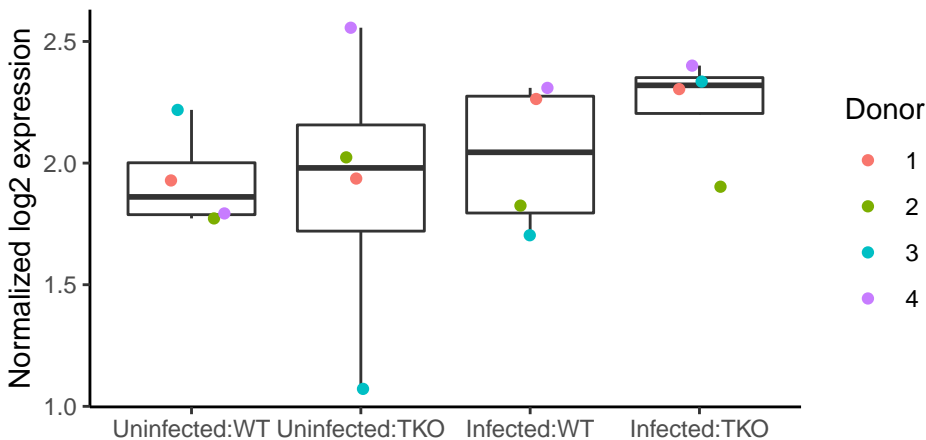 Normalized log2 expression
2.5
2.0
1.5
1.0
Uninfected:WT
Uninfected:TKO
Infected:WT
Infected:TKO
Donor
1
2
3
4